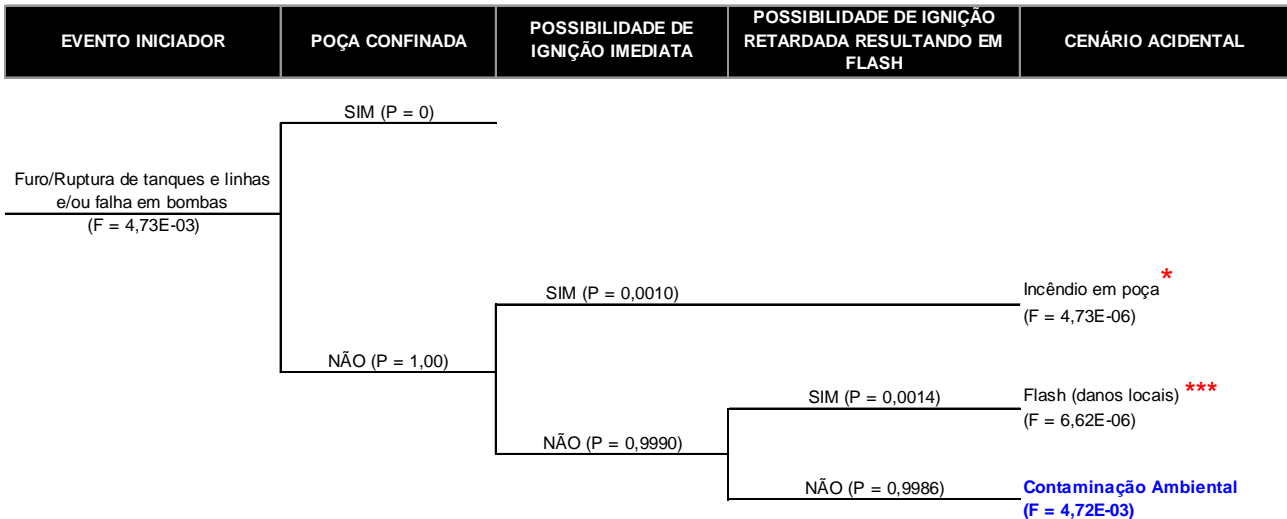 EVENTO INICIADOR
POÇA CONFINADA
POSSIBILIDADE DE
IGNIÇÃO IMEDIATA
POSSIBILIDADE DE IGNIÇÃO
RETARDADA RESULTANDO EM
FLASH
CENÁRIO ACIDENTAL
SIM (P = 0)
Furo/Ruptura de tanques e linhas
e/ou falha em bombas
(F = 4,73E-03)
SIM (P = 0,0010)
Incêndio em poça *
(F = 4,73E-06)
NÃO (P = 1,00)
SIM (P = 0,0014)
Flash (danos locais) ***
(F = 6,62E-06)
NÃO (P = 0,9990)
NÃO (P = 0,9986)
Contaminação Ambiental
(F = 4,72E-03)